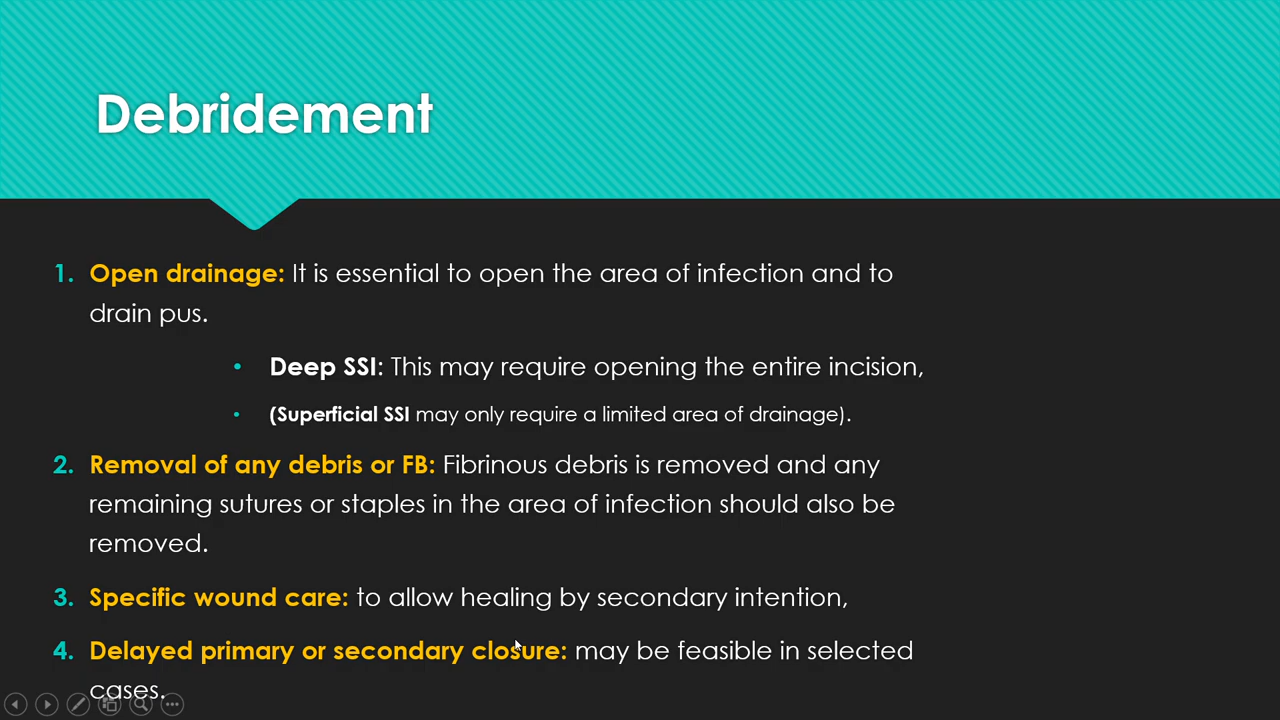 Debridement
1. Open drainage: It is essential to open the area of infection and to
drain pus.
• Deep SSI: This may require opening the entire incision,
• (Superficial SSI may only require a limited area of drainage).
2. Removal of any debris or FB: Fibrinous debris is removed and any
remaining sutures or staples in the area of infection should also be
removed.
3. Specific wound care: to allow healing by secondary intention,
4. Delayed primary or secondary closure: may be feasible in selected
cases.